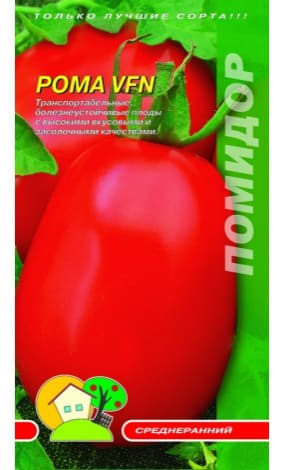 ТОЛЬКО ЛУЧШИЕ СОРТА!!!
РОМА VFN
Транспортабельные,
болезнеустойчивые плоды
с высокими вкусовыми и
засолочными качествами.
ПОМИДОР
СРЕДНЕРАННИЙ